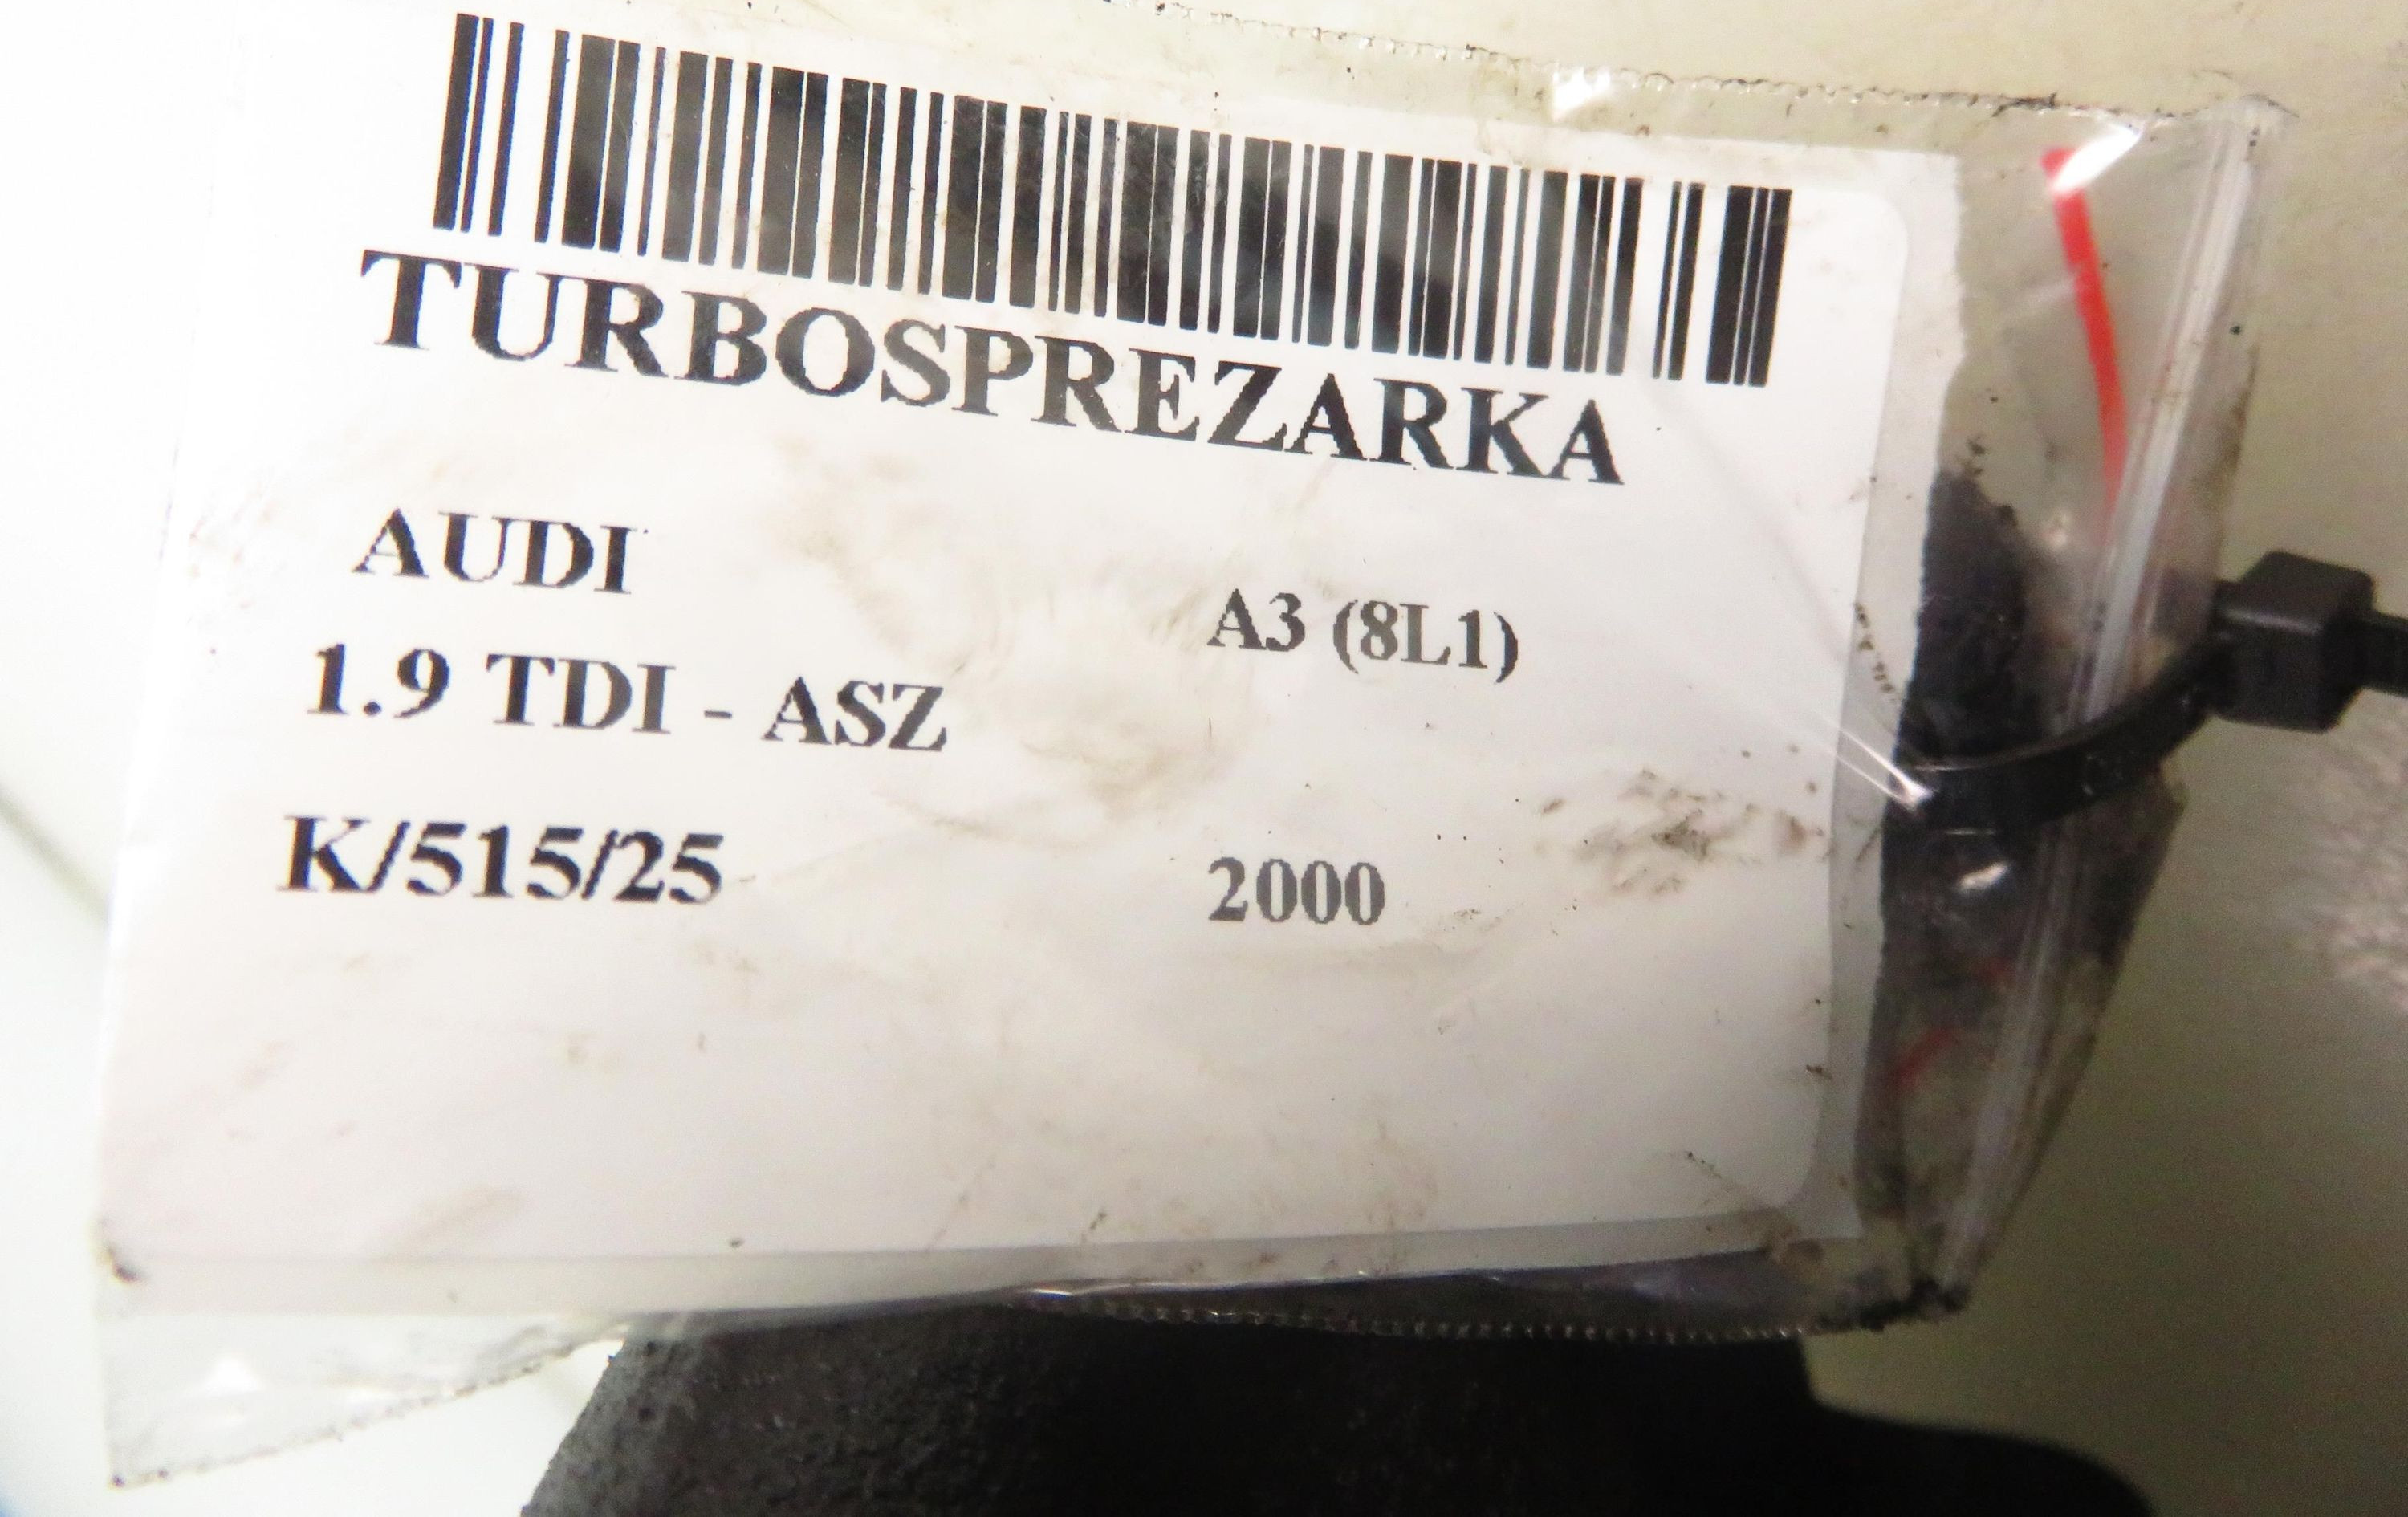 TURBOSPREZARKA
AUDI A3 (8L1)
1.9 TDI - ASZ
K/515/25 2000